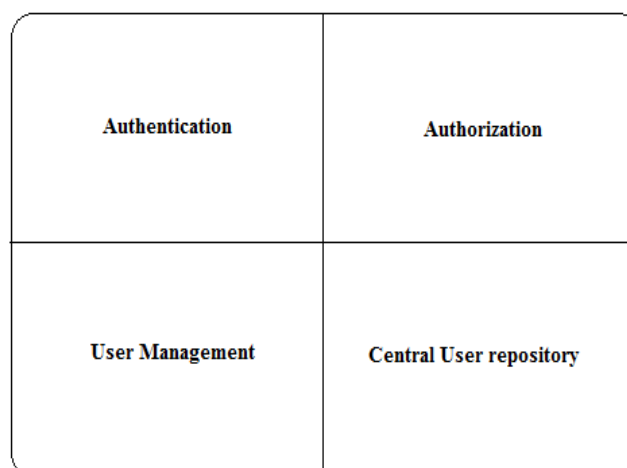 Authentication
Authorization
User Management
Central User repository